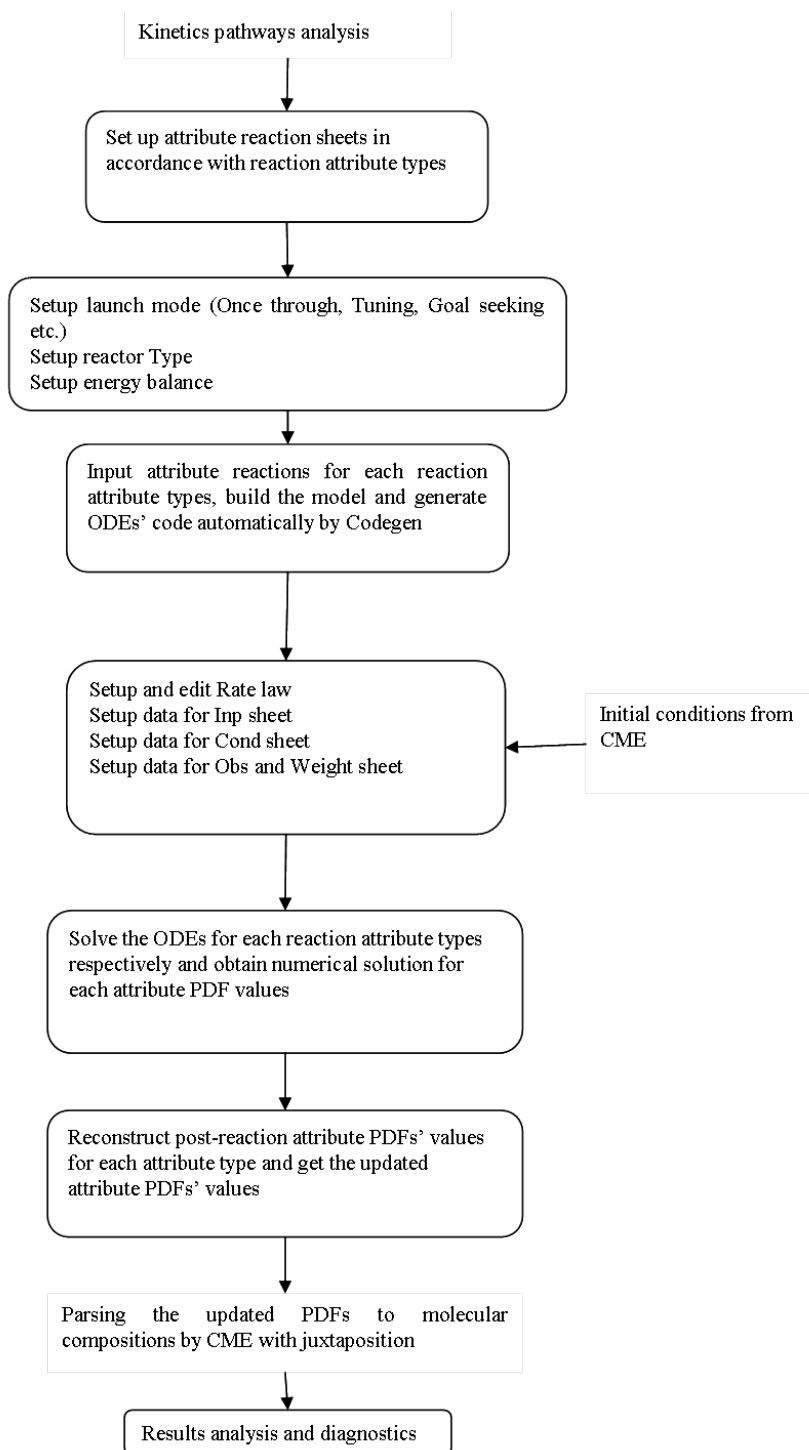 Kinetics pathways analysis
Set up attribute reaction sheets in
accordance with reaction attribute types
Setup launch mode (Once through, Tuning, Goal seeking
etc.)
Setup reactor Type
Setup energy balance
Input attribute reactions for each reaction
attribute types, build the model and generate
ODEs’ code automatically by Codegen
Setup and edit Rate law
Setup data for Inp sheet
Setup data for Cond sheet
Setup data for Obs and Weight sheet
Initial conditions from
CME
Solve the ODEs for each reaction attribute types
respectively and obtain numerical solution for
each attribute PDF values
Reconstruct post-reaction attribute PDFs’ values
for each attribute type and get the updated
attribute PDFs’ values
Parsing the updated PDFs to molecular
compositions by CME with juxtaposition
Results analysis and diagnostics